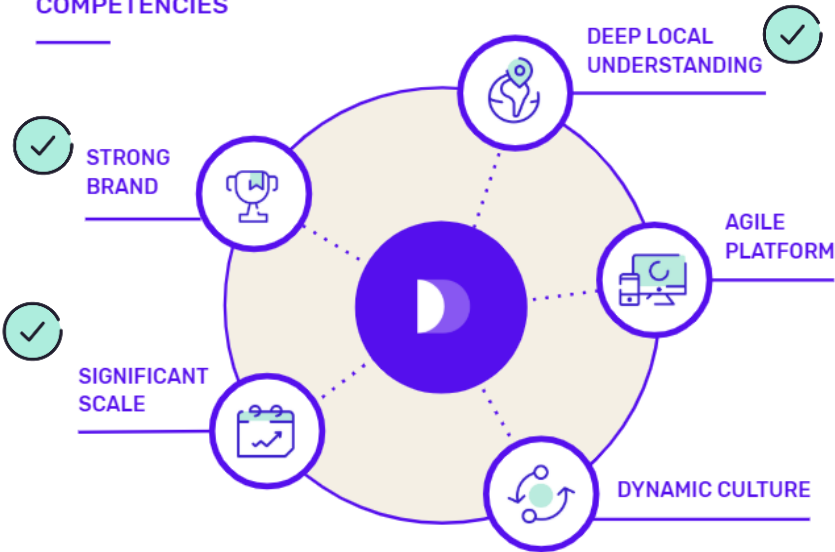 COMPETENCIES
DEEP LOCAL
UNDERSTANDING
STRONG
BRAND
AGILE
PLATFORM
SIGNIFICANT
SCALE
DYNAMIC CULTURE